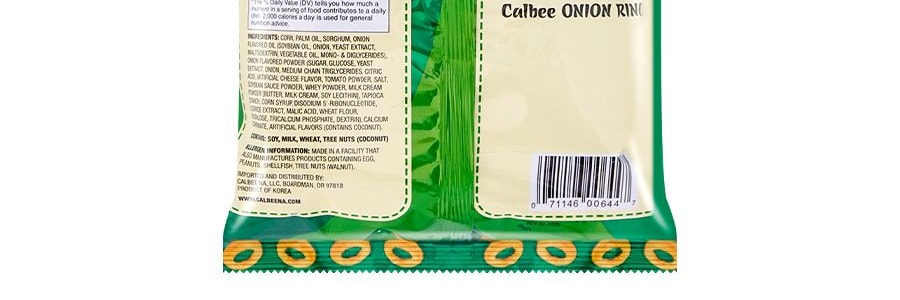 *The % Daily Value (DV) tells you how much a
nutrient in a serving of food contributes to a daily
diet. 2,000 calories a day is used for general
nutrition advice.
INGREDIENTS: CORN, PALM OIL, SORGHUM, ONION
FLAVORED OIL (SOYBEAN OIL, ONION, YEAST EXTRACT,
MALTODEXTRIN, VEGETABLE OIL, MONO- & DIGLYCERIDES),
ONION FLAVORED POWDER (SUGAR, GLUCOSE, YEAST
EXTRACT, ONION, MEDIUM CHAIN TRIGLYCERIDES, CITRIC
ACID, ARTIFICIAL CHEESE FLAVOR, TOMATO POWDER, SALT,
SOYBEAN SAUCE POWDER, WHEY POWDER, MILK CREAM
POWDER (BUTTER, MILK CREAM, SOY LECITHIN), TAPIOCA
STARCH, CORN SYRUP, DISODIUM 5'-RIBONUCLEOTIDE,
EXTRACT, MALIC ACID, WHEAT FLOUR,
TRICALCIUM PHOSPHATE, DEXTRIN), CALCIUM
ARTIFICIAL FLAVORS (CONTAINS COCONUT).
CONTAINS: SOY, MILK, WHEAT, TREE NUTS (COCONUT)
ALLERGEN INFORMATION: MADE IN A FACILITY THAT
ALSO MANUFACTURES PRODUCTS CONTAINING EGG,
PEANUTS, SHELLFISH, TREE NUTS (WALNUT).
IMPORTED AND DISTRIBUTED BY:
CALBEE NA, LLC, BOARDMAN, OR 97818
PRODUCT OF KOREA
WWW.CALBEENA.COM
Calbee ONION RING
0 71146 00644 7